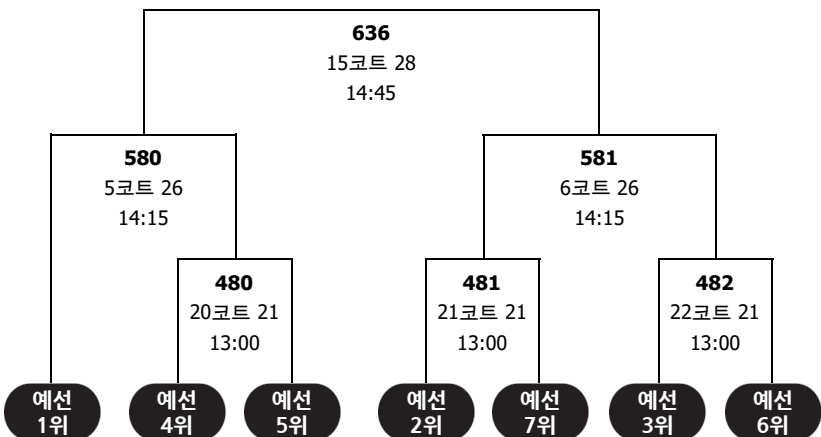 636
15코트 28
14:45
580
5코트 26
14:15
581
6코트 26
14:15
480
20코트 21
13:00
481
21코트 21
13:00
482
22코트 21
13:00
예선
1위
예선
4위
예선
5위
예선
2위
예선
7위
예선
3위
예선
6위